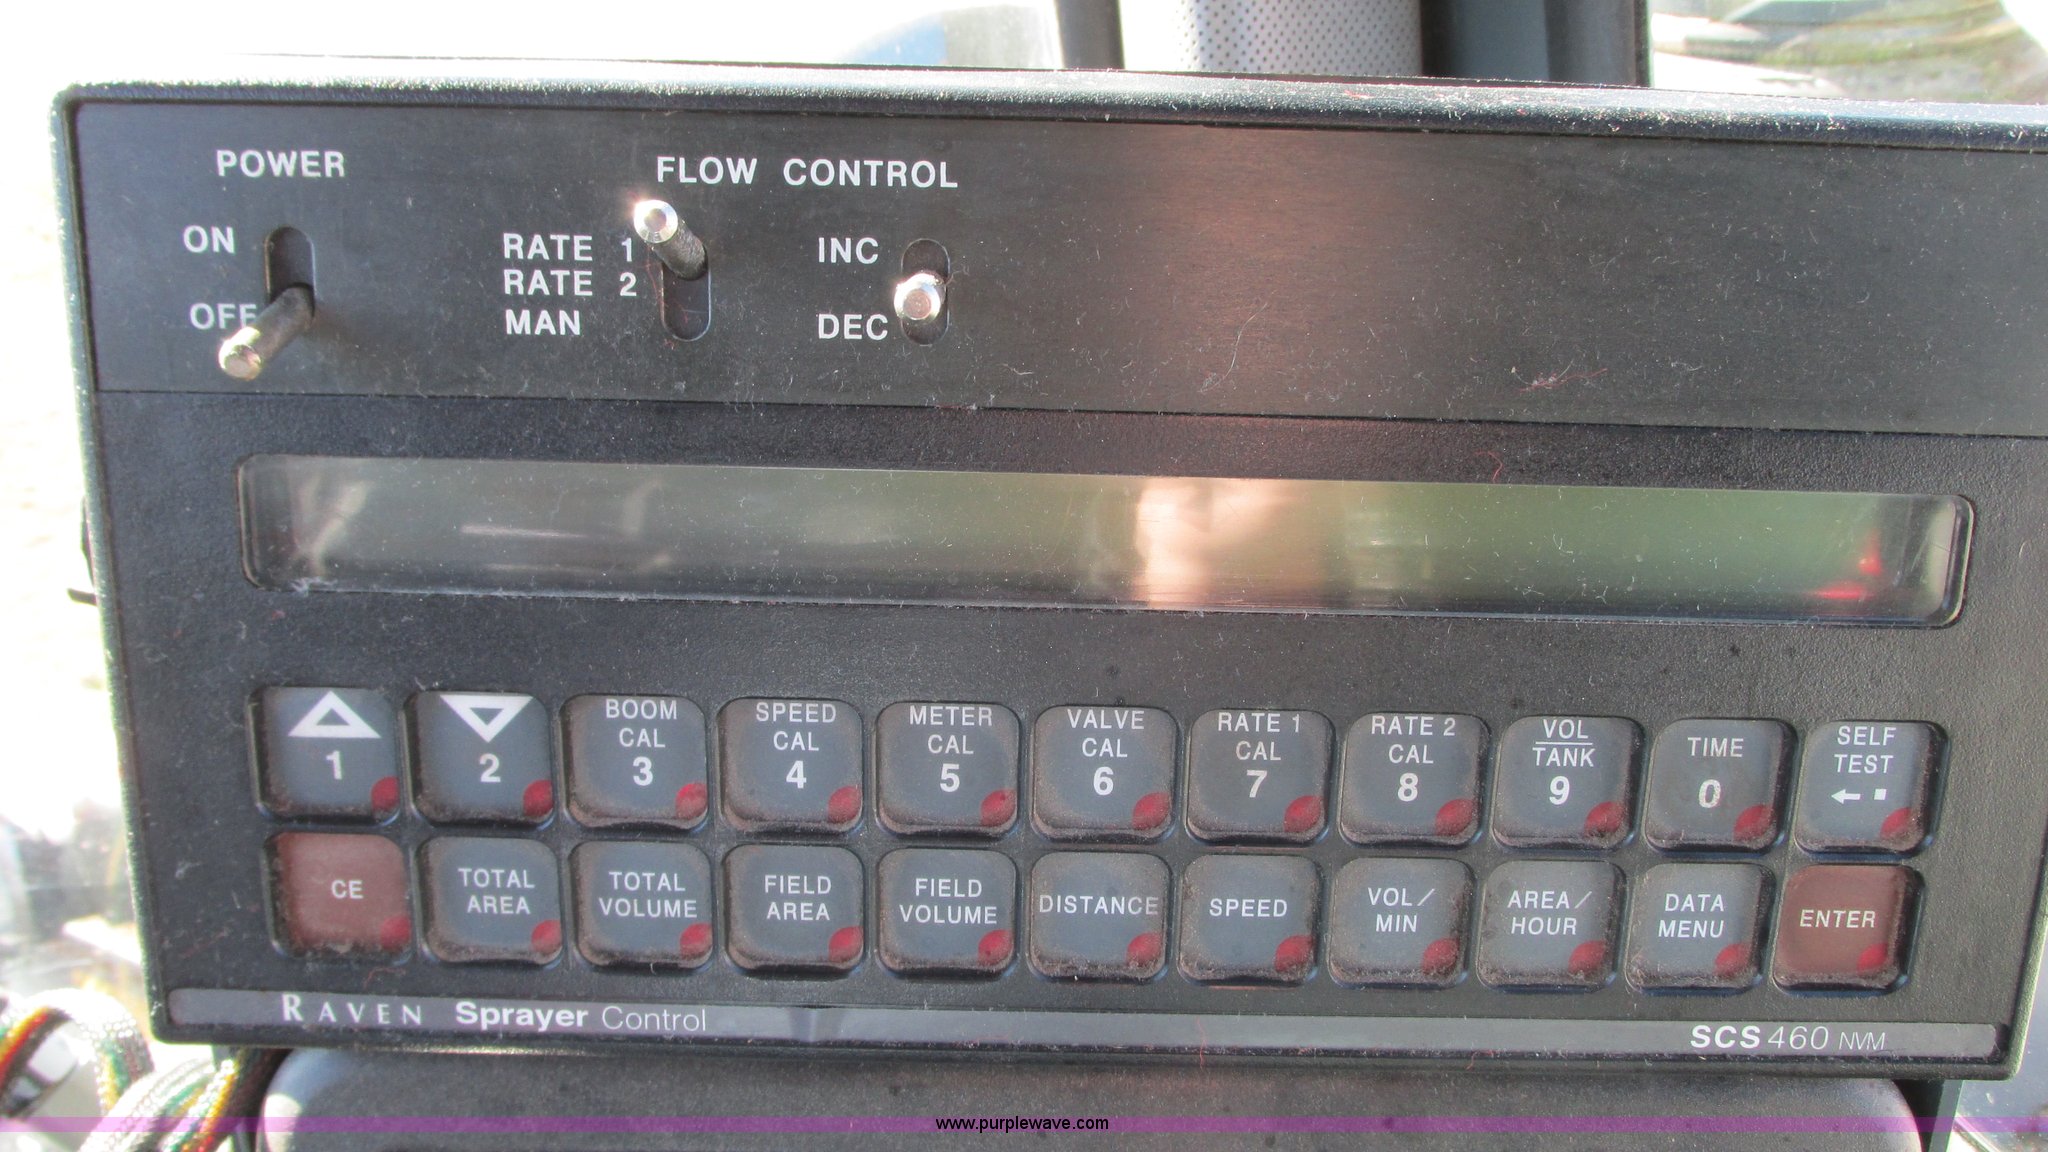 POWER
FLOW CONTROL
ON
OFF
RATE 1
RATE 2
MAN
INC
DEC
1
2
BOOM
CAL
3
SPEED
CAL
4
METER
CAL
5
VALVE
CAL
6
RATE 1
CAL
7
RATE 2
CAL
8
VOL
TANK
9
TIME
0
SELF
TEST
← ▪
CE
TOTAL
AREA
TOTAL
VOLUME
FIELD
AREA
FIELD
VOLUME
DISTANCE
SPEED
VOL/
MIN
AREA/
HOUR
DATA
MENU
ENTER
RAVEN Sprayer Control
SCS 460 NVM
www.purplewave.com